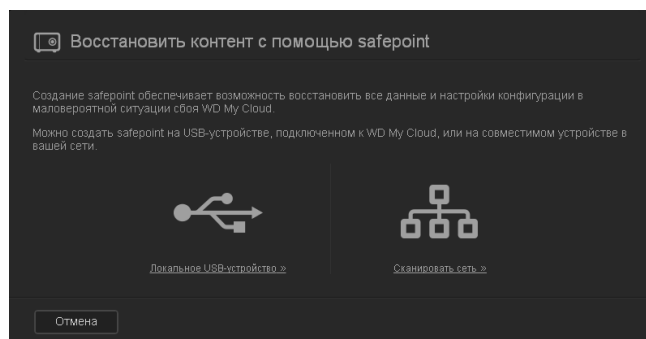 Восстановить контент с помощью safepoint
Создание safepoint обеспечивает возможность восстановить все данные и настройки конфигурации в
маловероятной ситуации сбоя WD My Cloud.
Можно создать safepoint на USB-устройстве, подключенном к WD My Cloud, или на совместимом устройстве в
вашей сети.
Локальное USB-устройство »
Сканировать сеть »
Отмена